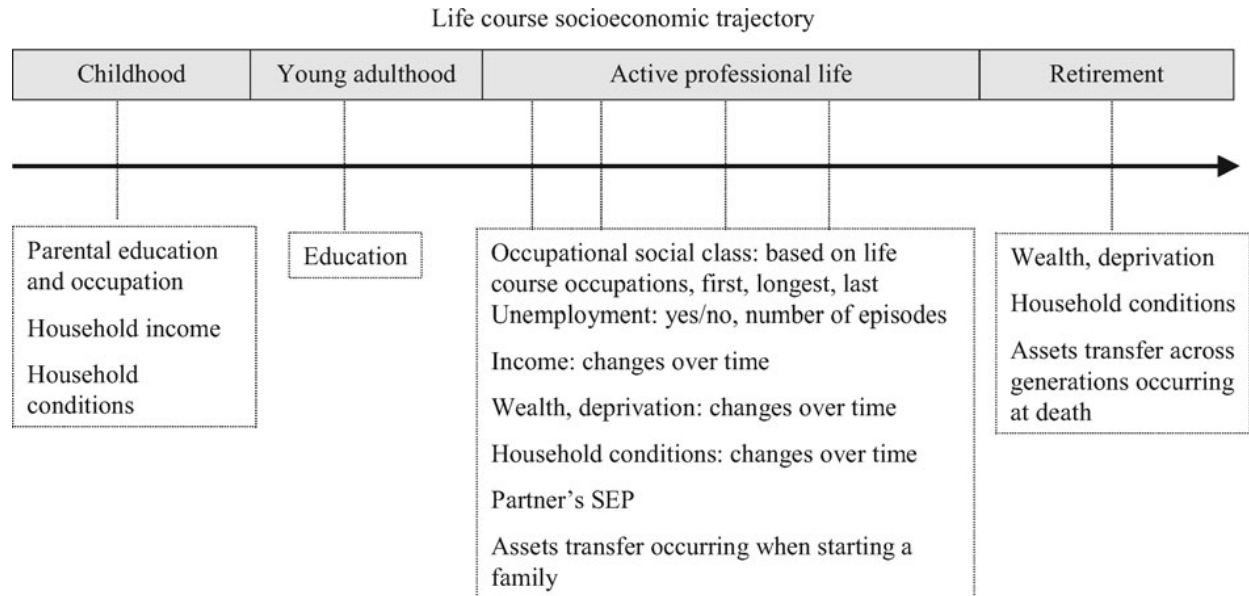 Life course socioeconomic trajectory
Childhood
Young adulthood
Active professional life
Retirement
Parental education
and occupation
Household income
Household
conditions
Education
Occupational social class: based on life
course occupations, first, longest, last
Unemployment: yes/no, number of episodes
Income: changes over time
Wealth, deprivation: changes over time
Household conditions: changes over time
Partner’s SEP
Assets transfer occurring when starting a
family
Wealth, deprivation
Household conditions
Assets transfer across
generations occurring
at death